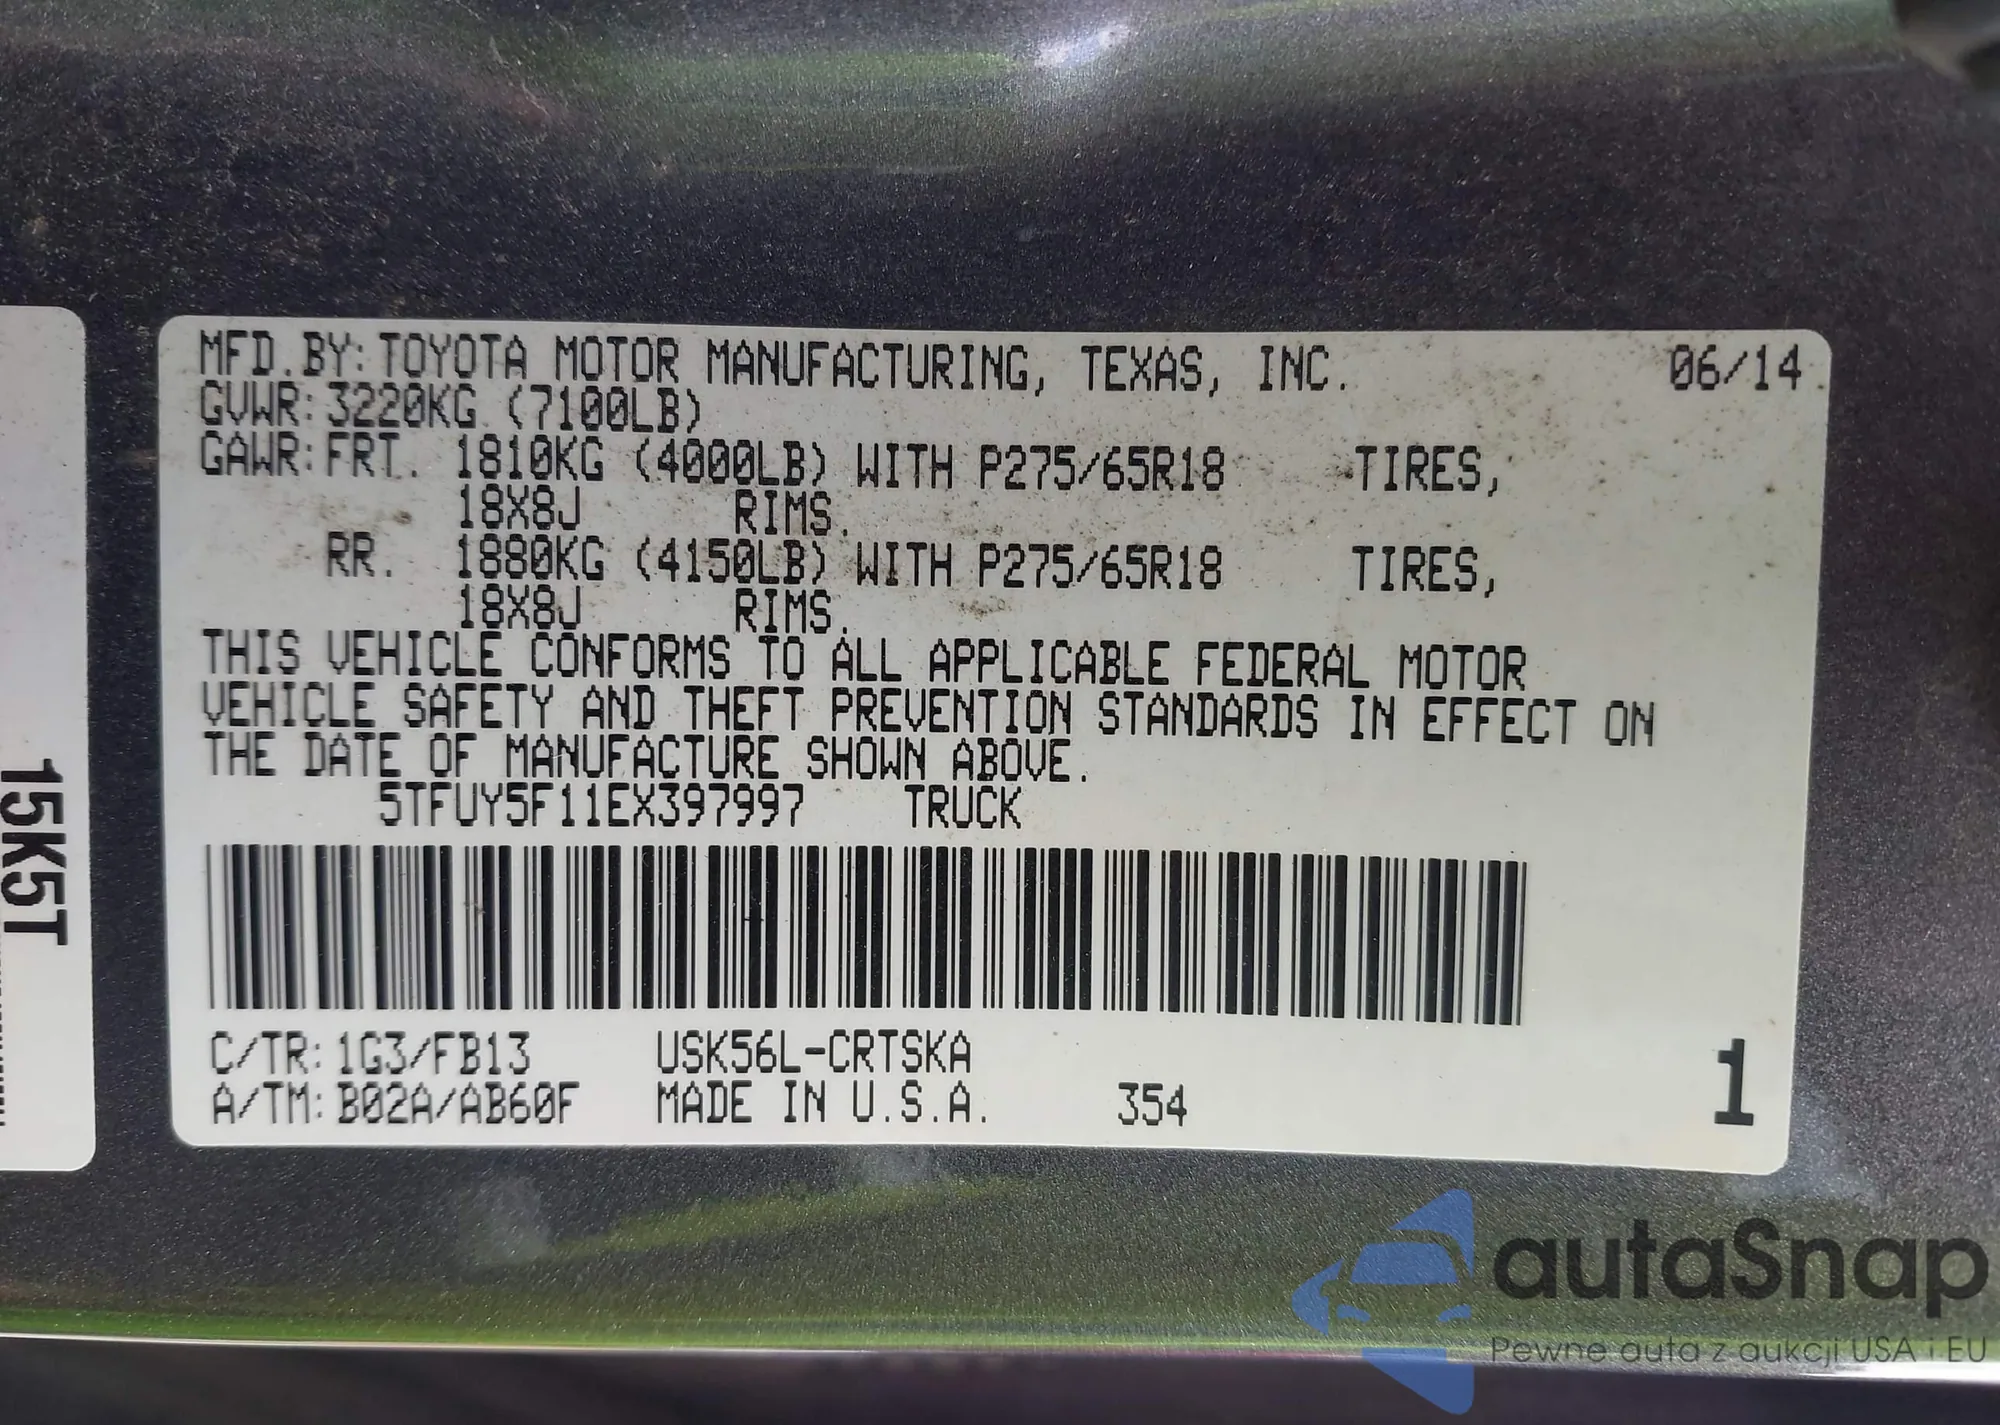 MFD.BY:TOYOTA MOTOR MANUFACTURING, TEXAS, INC. 06/14
GVWR:3220KG (7100LB)
GAWR:FRT. 1810KG (4000LB) WITH P275/65R18 TIRES,
18X8J RIMS.
RR. 1880KG (4150LB) WITH P275/65R18 TIRES,
18X8J RIMS.
THIS VEHICLE CONFORMS TO ALL APPLICABLE FEDERAL MOTOR
VEHICLE SAFETY AND THEFT PREVENTION STANDARDS IN EFFECT ON
THE DATE OF MANUFACTURE SHOWN ABOVE.
5TFUY5F11EX397997 TRUCK
C/TR:1G3/FB13 USK56L-CRTSKA
A/TM:B02A/AB60F MADE IN U.S.A. 354
1
15K5T
autaSnap
Pewne auta z aukcji USA i EU